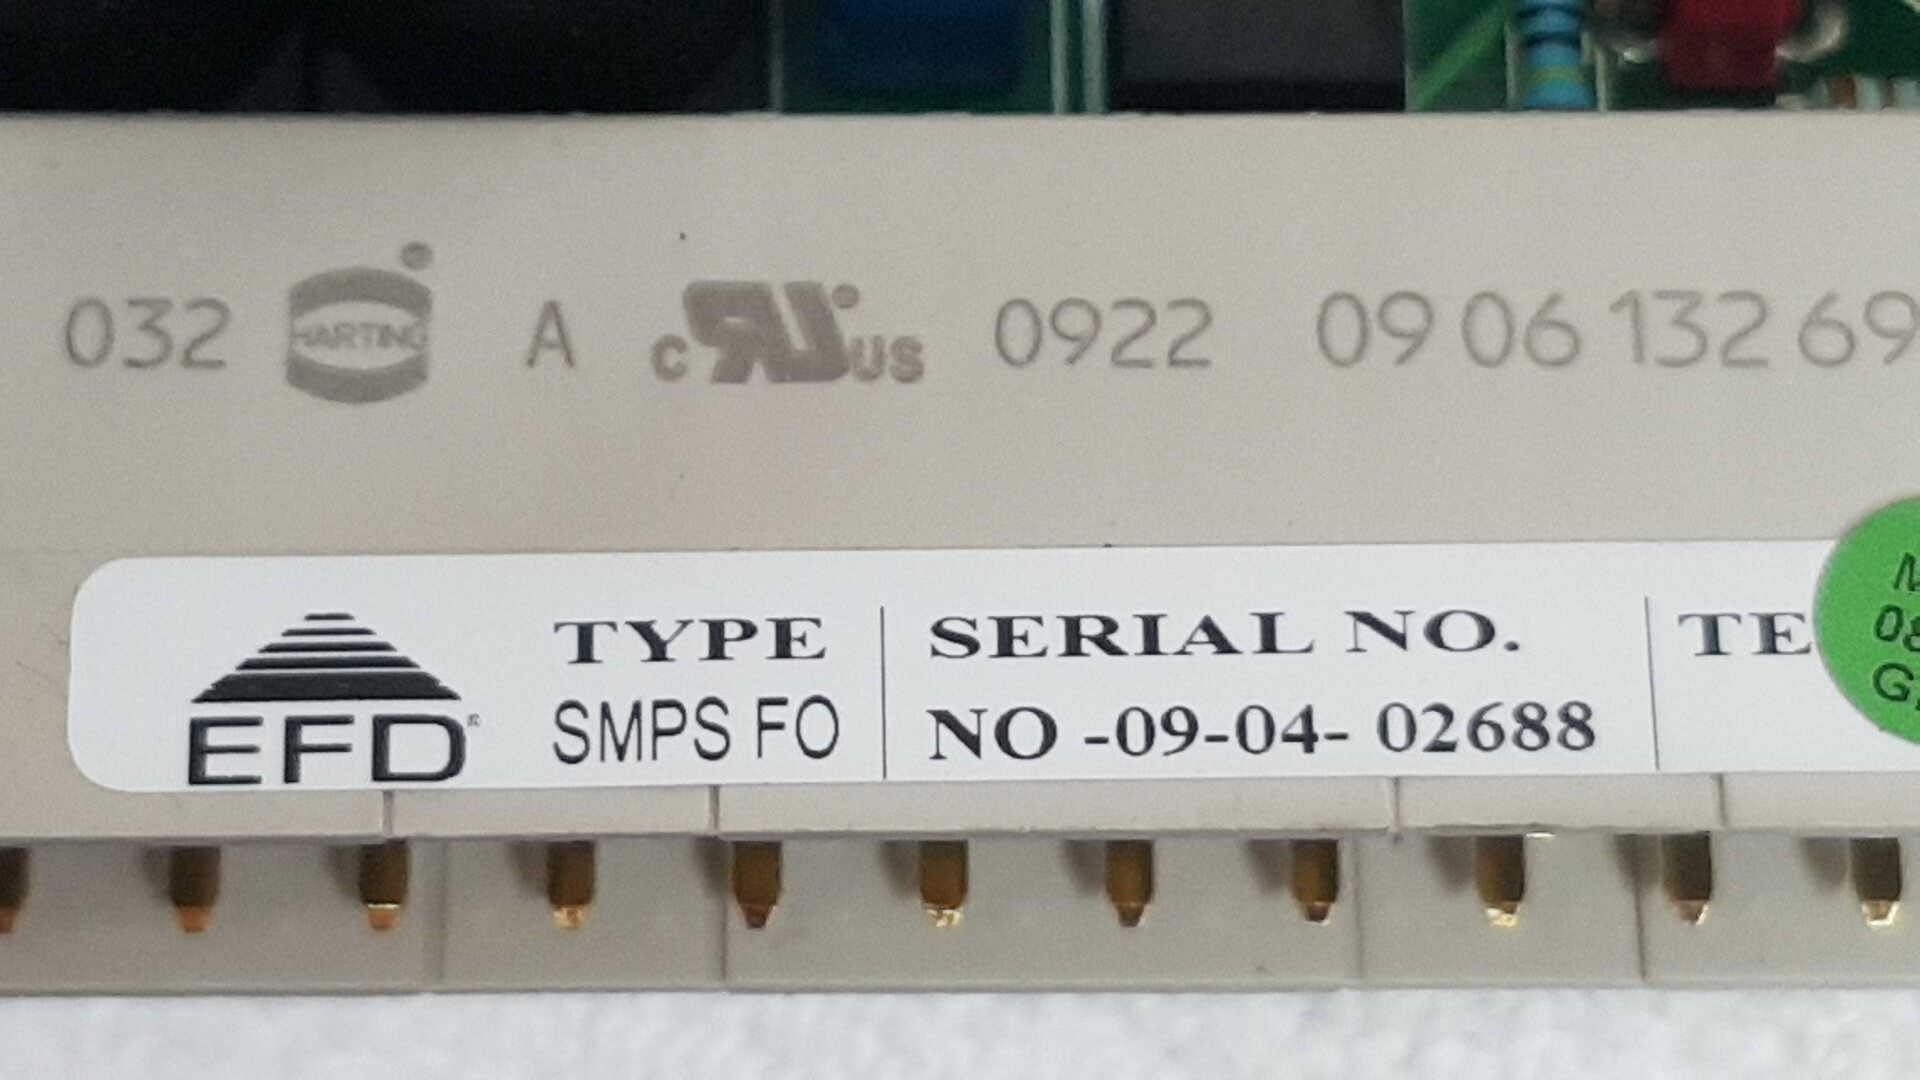 032 HARTING A c RU US 0922 09 06 132 69
TYPE SERIAL NO. TE
EFD® SMPS FO NO -09-04- 02688